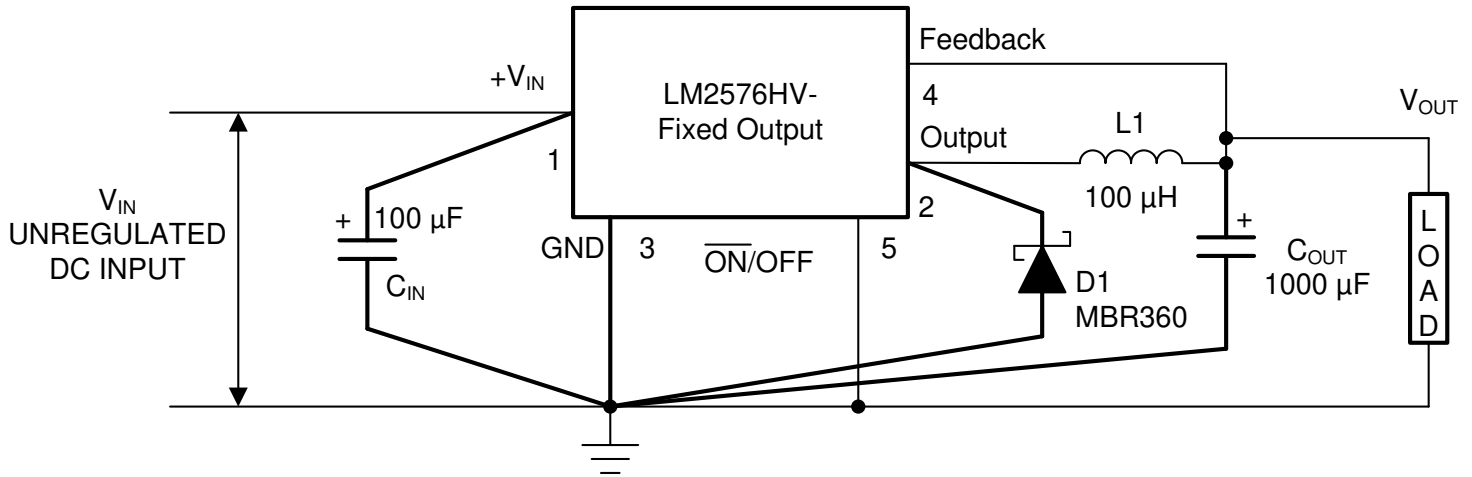 Feedback
+VIN
LM2576HV-
Fixed Output
4
VOUT
Output
L1
1
VIN
UNREGULATED
DC INPUT
+
100 µF
CIN
100 µH
2
GND
3
ON/OFF
5
D1
MBR360
+
COUT
1000 µF
L
O
A
D